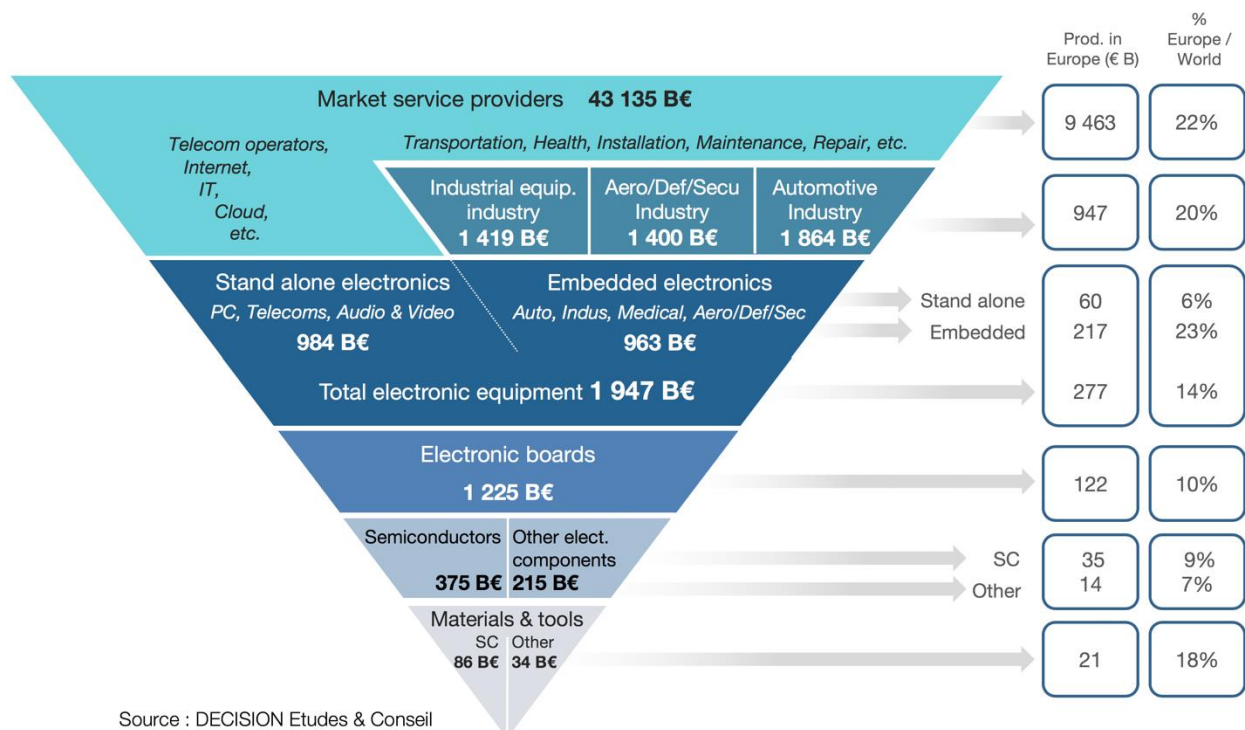 %
Prod. in Europe /
Europe (€ B) World
Market service providers 43 135 B€
9 463 22%
Telecom operators,
Internet,
IT,
Cloud,
etc.
Transportation, Health, Installation, Maintenance, Repair, etc.
Industrial equip.
industry
1 419 B€
Aero/Def/Secu
Industry
1 400 B€
Automotive
Industry
1 864 B€
947 20%
Stand alone electronics
PC, Telecoms, Audio & Video
984 B€
Embedded electronics
Auto, Indus, Medical, Aero/Def/Sec
963 B€
Stand alone 60 6%
Embedded 217 23%
Total electronic equipment 1 947 B€
277 14%
Electronic boards
1 225 B€
122 10%
Semiconductors
375 B€
Other elect.
components
215 B€
SC 35 9%
Other 14 7%
Materials & tools
SC Other
86 B€ 34 B€
21 18%
Source : DECISION Etudes & Conseil